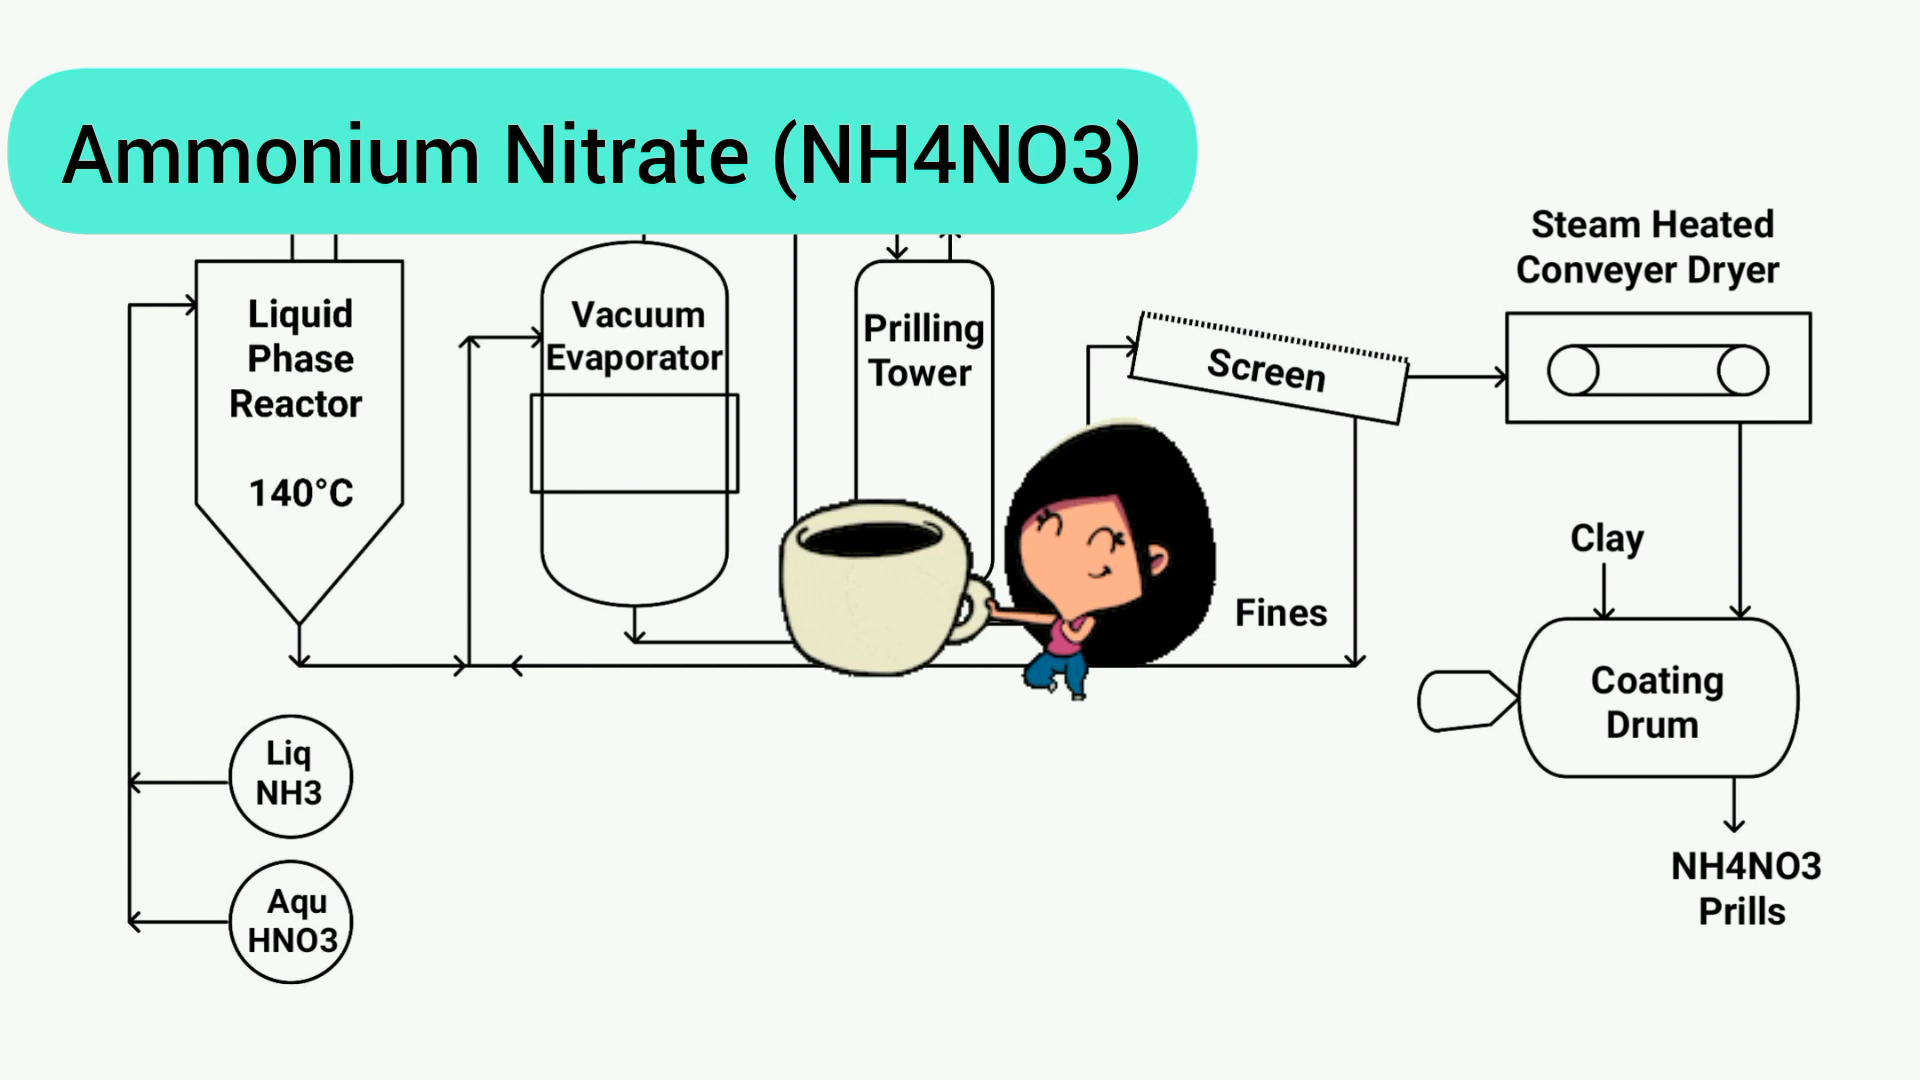 Ammonium Nitrate (NH4NO3)
Steam Heated
Conveyer Dryer
Liquid
Phase
Reactor
140°C
Vacuum
Evaporator
Prilling
Tower
Screen
Clay
Fines
Coating
Drum
Liq
NH3
Aqu
HNO3
NH4NO3
Prills